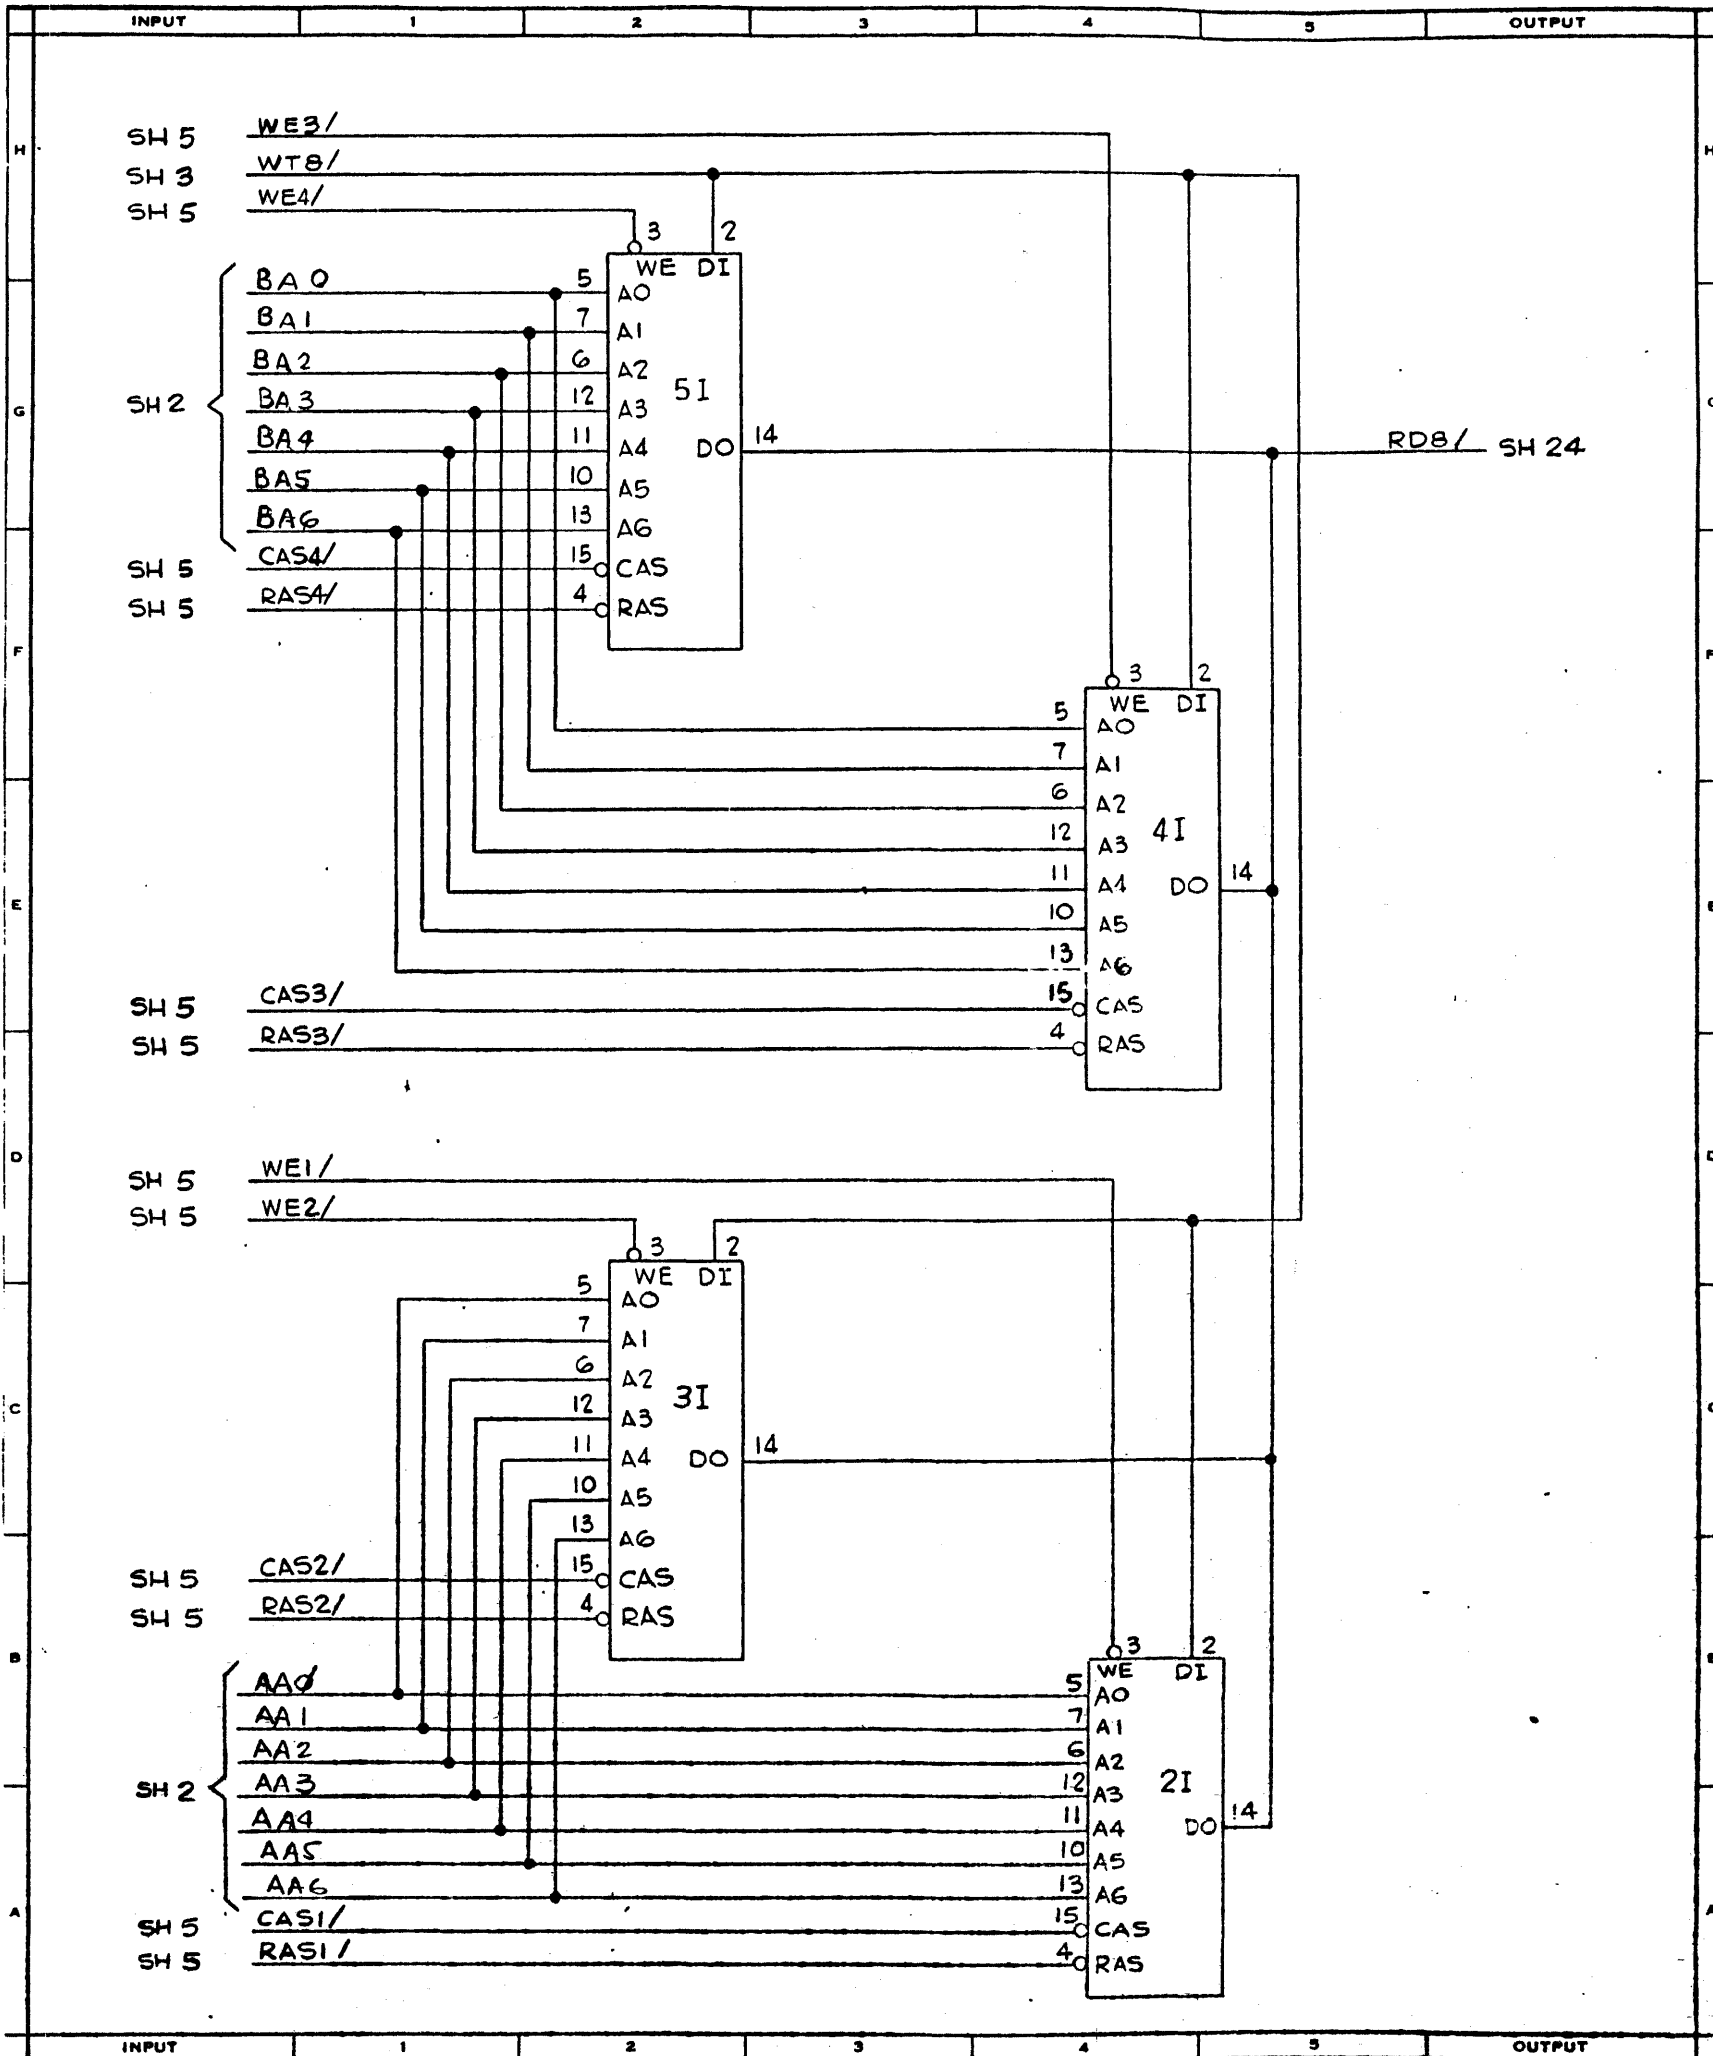 INPUT 1 2 3 4 5 OUTPUT
H H
SH 5 WE3/
SH 3 WT8/
SH 5 WE4/
3 2
WE DI
BA0 5 A0
BA1 7 A1
BA2 6 A2
5I
SH 2 BA3 12 A3
G
BA4 11 A4 DO 14 RD8/ SH 24
BA5 10 A5
BA6 13 A6
SH 5 CAS4/ 15 CAS
SH 5 RAS4/ 4 RAS
F
3 2
WE DI
5 A0
7 A1
6 A2
4I
12 A3
11 A4 DO 14
E
10 A5
13 A6
SH 5 CAS3/ 15 CAS
SH 5 RAS3/ 4 RAS
D
SH 5 WE1/
SH 5 WE2/
3 2
WE DI
5 A0
7 A1
6 A2
3I
C
12 A3
11 A4 DO 14
10 A5
13 A6
SH 5 CAS2/ 15 CAS
SH 5 RAS2/ 4 RAS
B
3 2
WE DI
AA0 5 A0
AA1 7 A1
AA2 6 A2
SH 2 AA3 12 A3 2I
AA4 11 A4 DO 14
AA5 10 A5
AA6 13 A6
A
SH 5 CAS1/ 15 CAS
SH 5 RAS1/ 4 RAS
INPUT 1 2 3 4 5 OUTPUT